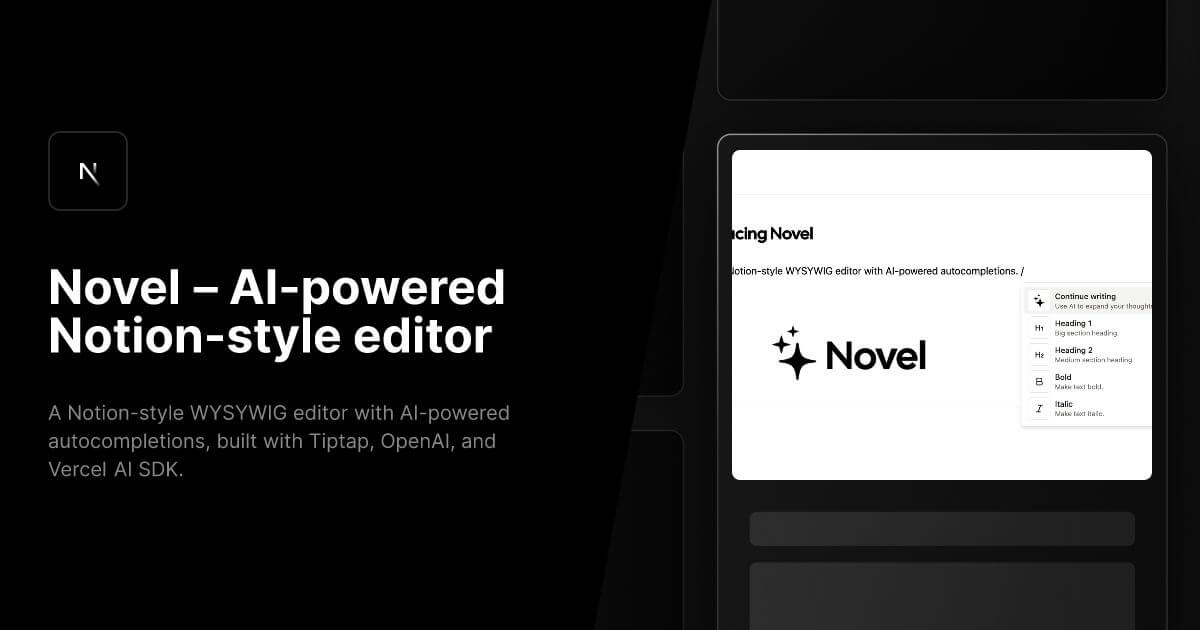 N
Novel – AI-powered
Notion-style editor
A Notion-style WYSYWIG editor with AI-powered
autocompletions, built with Tiptap, OpenAI, and
Vercel AI SDK.
cing Novel
Notion-style WYSYWIG editor with AI-powered autocompletions. /
Novel
Continue writing
Use AI to expand your thoughts
H1
Heading 1
Big section heading.
H2
Heading 2
Medium section heading.
B
Bold
Make text bold.
I
Italic
Make text italic.